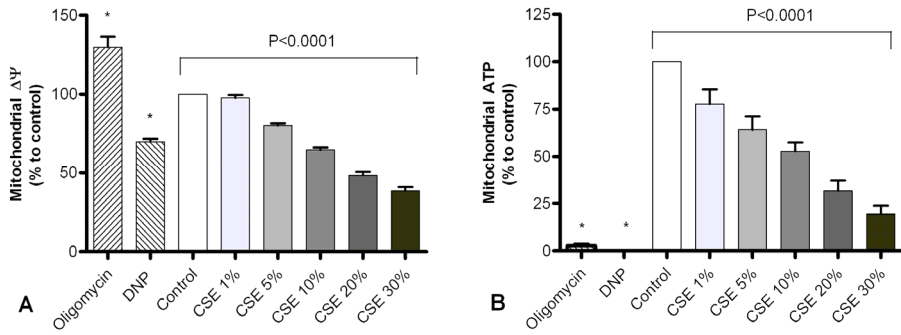 150
100
50
0
Mitochondrial ΔΨ
(% to control)
*
*
P<0.0001
Oligomycin
DNP
Control
CSE 1%
CSE 5%
CSE 10%
CSE 20%
CSE 30%
A
125
100
75
50
25
0
Mitochondrial ATP
(% to control)
*
*
P<0.0001
Oligomycin
DNP
Control
CSE 1%
CSE 5%
CSE 10%
CSE 20%
CSE 30%
B